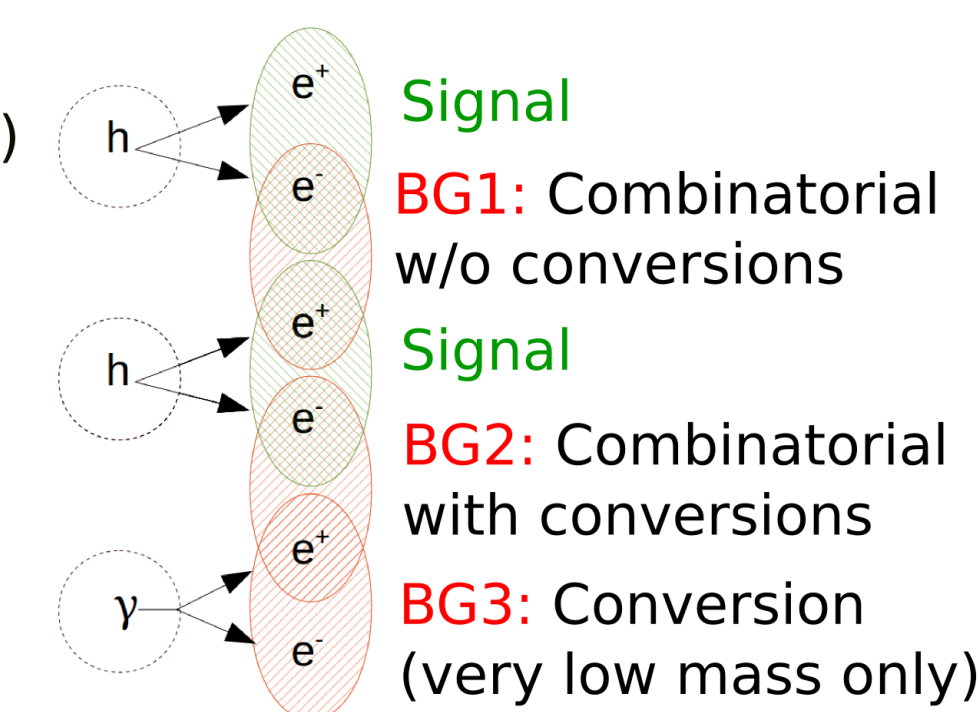 )
h
e⁺
Signal
e⁻
BG1: Combinatorial
w/o conversions
h
e⁺
Signal
e⁻
BG2: Combinatorial
with conversions
γ
e⁺
BG3: Conversion
e⁻
(very low mass only)